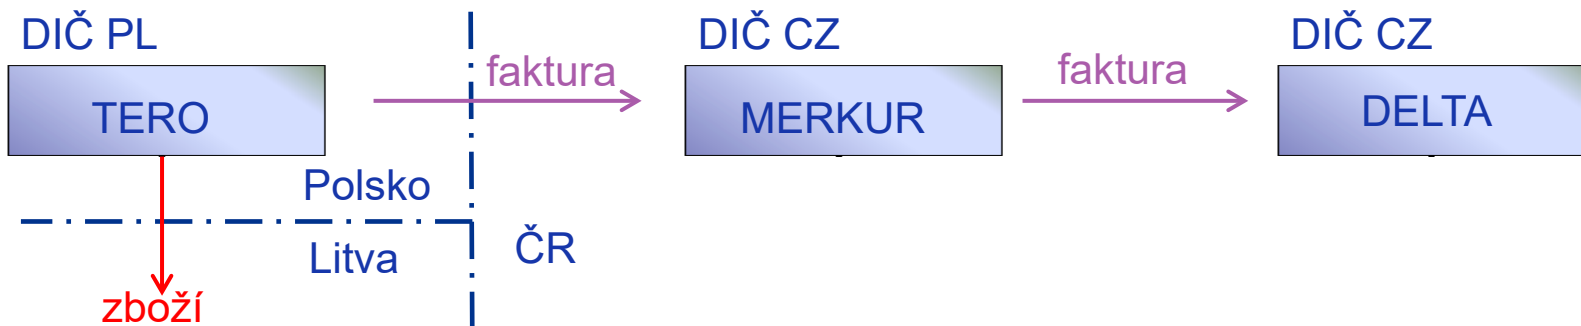 DIČ PL
DIČ CZ
DIČ CZ
faktura
faktura
TERO
MERKUR
DELTA
Polsko
Litva
ČR
zboží